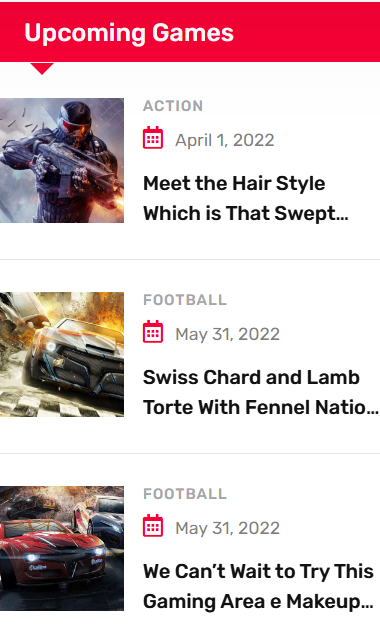 Upcoming Games
ACTION
April 1, 2022
Meet the Hair Style
Which is That Swept...
FOOTBALL
May 31, 2022
Swiss Chard and Lamb
Torte With Fennel Natio...
FOOTBALL
May 31, 2022
We Can’t Wait to Try This
Gaming Area e Makeup...